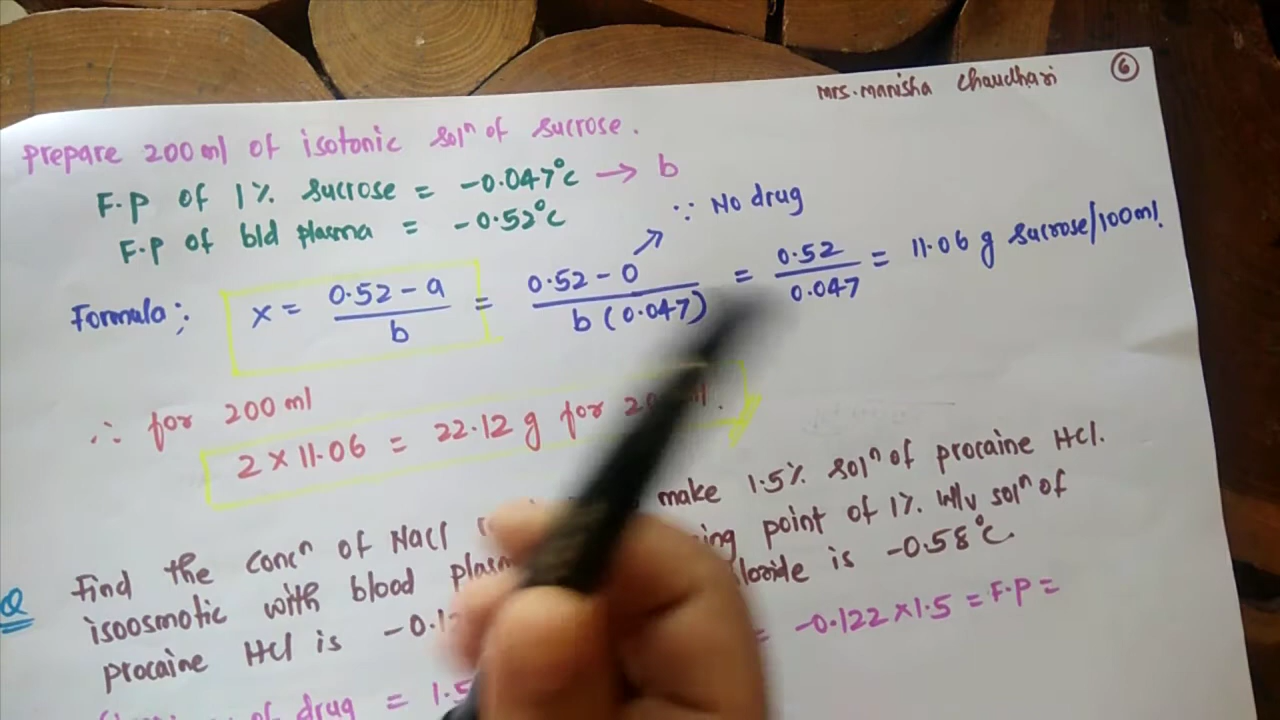 Mrs. Manisha Chaudhari 6
prepare 200 ml of isotonic solⁿ of sucrose.
F.P of 1% sucrose = -0.047°C → b
F.P of bld plasma = -0.52°C
∵ No drug
Formula; x = 0.52 - a / b = 0.52 - 0 / b (0.047) = 0.52 / 0.047 = 11.06 g sucrose/100ml.
∴ for 200 ml
2 × 11.06 = 22.12 g for
Q Find the concⁿ of NaCl make 1.5% solⁿ of procaine HCl.
isoosmotic with blood point of 1% W/v solⁿ of
procaine HCl is is -0.58°C.
of drug = 1.5 = -0.122 × 1.5 = F.P =